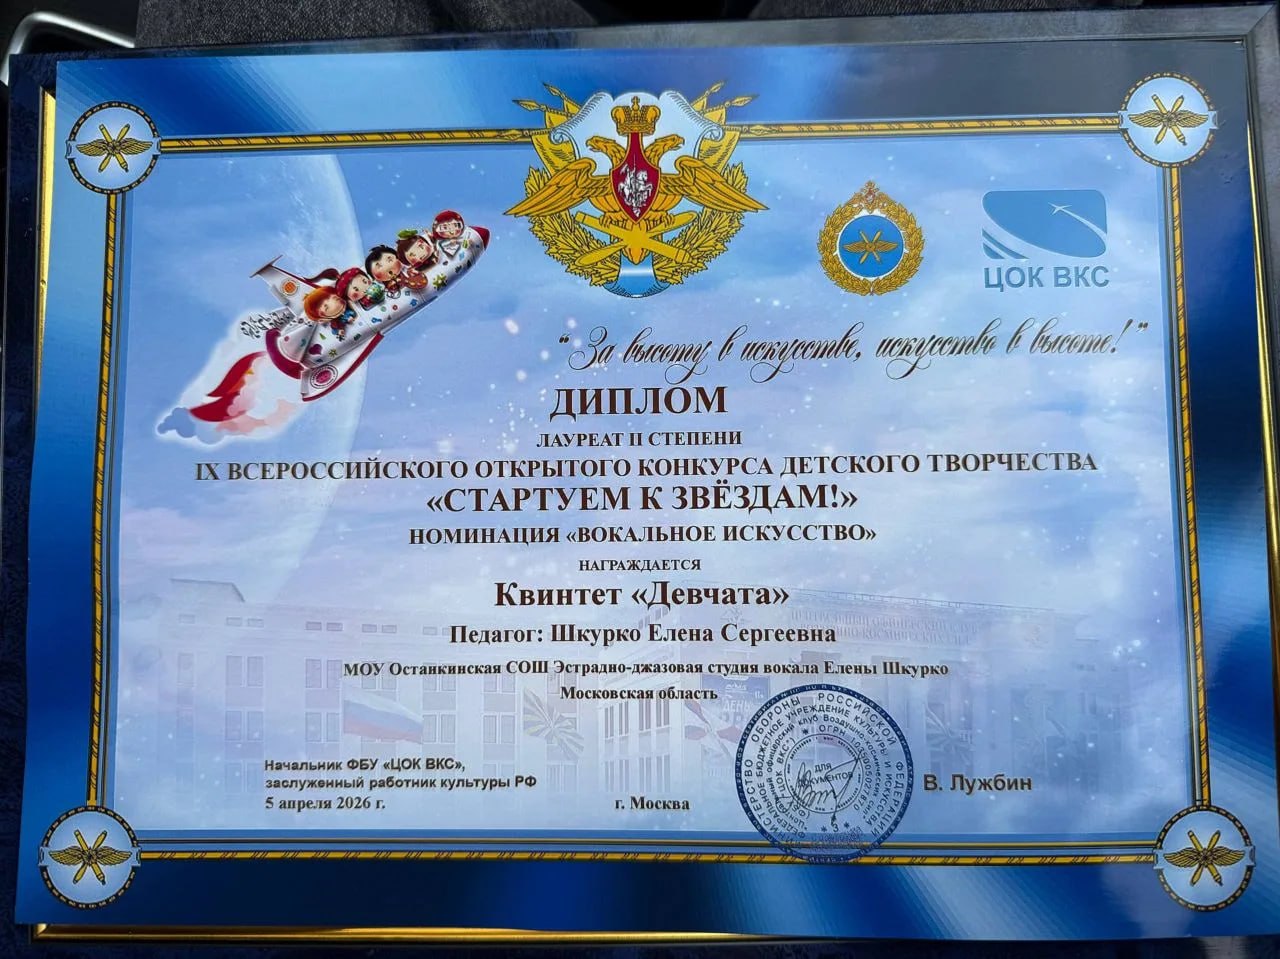 ЦОК ВКС
“За высоту в искусстве, искусство в высоте!”
ДИПЛОМ
ЛАУРЕАТ II СТЕПЕНИ
IX ВСЕРОССИЙСКОГО ОТКРЫТОГО КОНКУРСА ДЕТСКОГО ТВОРЧЕСТВА
«СТАРТУЕМ К ЗВЁЗДАМ!»
НОМИНАЦИЯ «ВОКАЛЬНОЕ ИСКУССТВО»
НАГРАЖДАЕТСЯ
Квинтет «Девчата»
Педагог: Шкурко Елена Сергеевна
МОУ Останкинская СОШ Эстрадно-джазовая студия вокала Елены Шкурко
Московская область
Начальник ФБУ «ЦОК ВКС»,
заслуженный работник культуры РФ
5 апреля 2026 г.
г. Москва
ДЛЯ
ДОКУМЕНТОВ
В. Лужбин